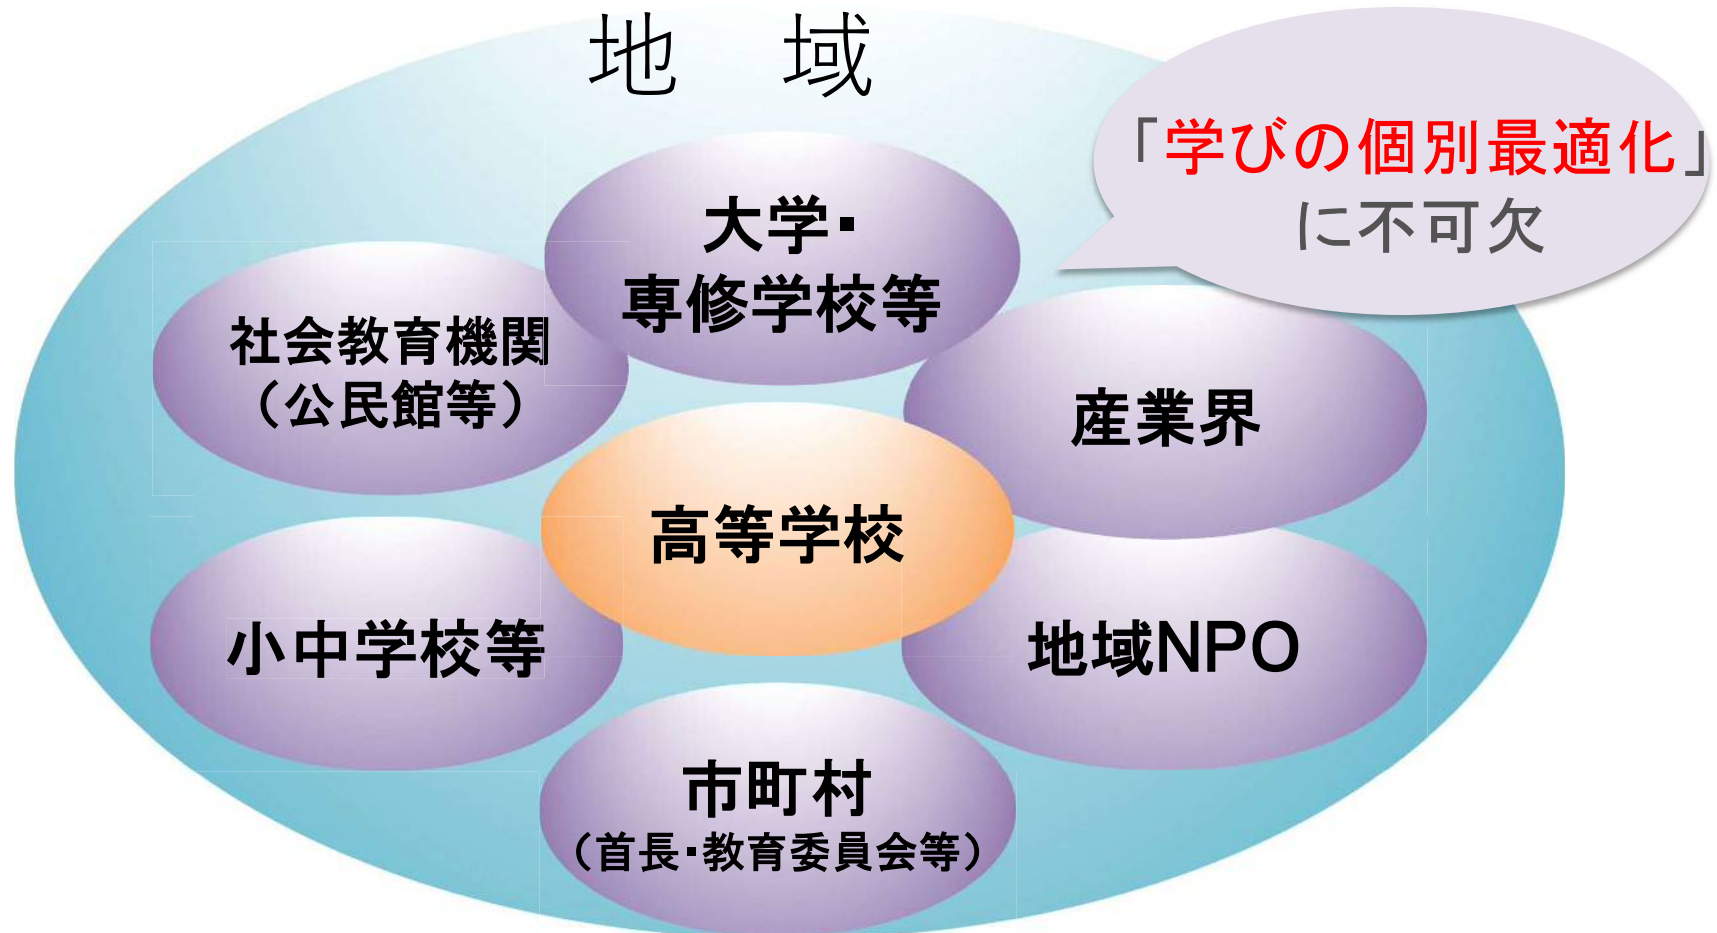 地　域
「学びの個別最適化」
に不可欠
大学・
専修学校等
社会教育機関
（公民館等）
産業界
高等学校
小中学校等
地域NPO
市町村
（首長・教育委員会等）